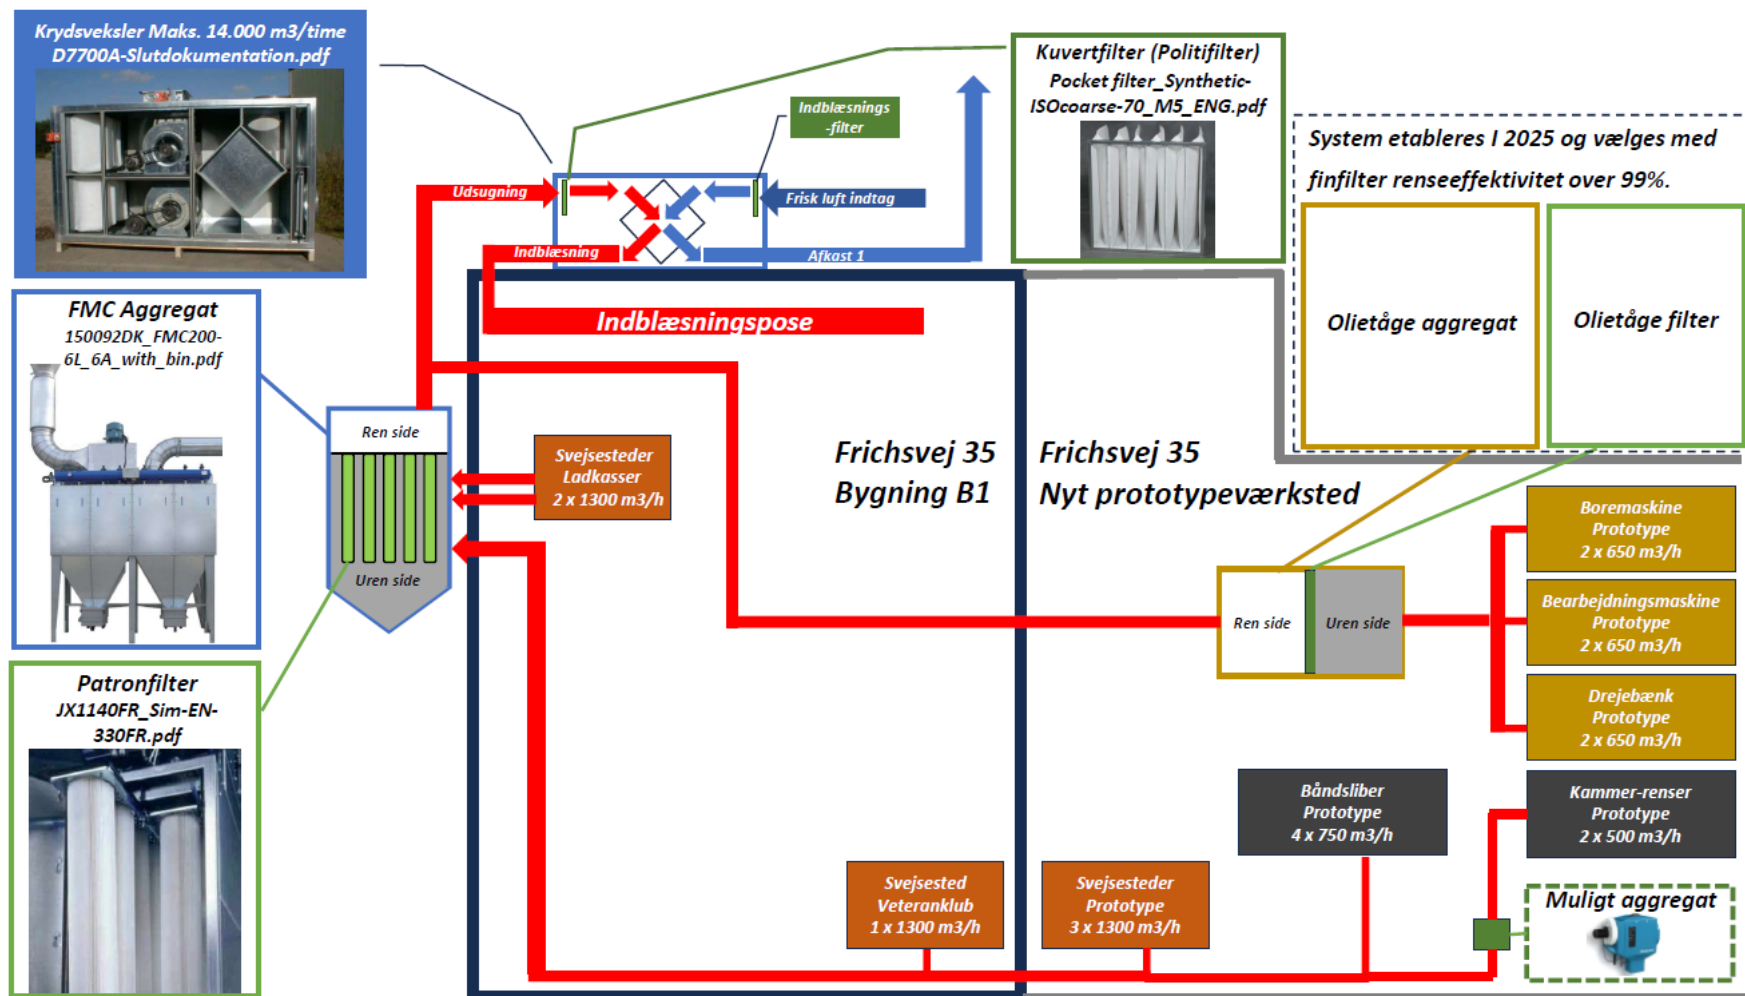 Krydsveksler Maks. 14.000 m3/time
D7700A-Slutdokumentation.pdf
Kuvertfilter (Politifilter)
Pocket filter_Synthetic-
ISOcoarse-70_M5_ENG.pdf
Indblæsnings
-filter
System etableres I 2025 og vælges med
finfilter renseeffektivitet over 99%.
Udsugning
Frisk luft indtag
Indblæsning
Afkast 1
Indblæsningspose
Olietåge aggregat
Olietåge filter
FMC Aggregat
150092DK_FMC200-
6L_6A_with_bin.pdf
Ren side
Uren side
Svejsesteder
Ladkasser
2 x 1300 m3/h
Frichsvej 35
Bygning B1
Frichsvej 35
Nyt prototypeværksted
Boremaskine
Prototype
2 x 650 m3/h
Bearbejdningsmaskine
Prototype
2 x 650 m3/h
Drejebænk
Prototype
2 x 650 m3/h
Ren side
Uren side
Patronfilter
JX1140FR_Sim-EN-
330FR.pdf
Båndsliber
Prototype
4 x 750 m3/h
Kammer-renser
Prototype
2 x 500 m3/h
Svejsested
Veteranklub
1 x 1300 m3/h
Svejsesteder
Prototype
3 x 1300 m3/h
Muligt aggregat